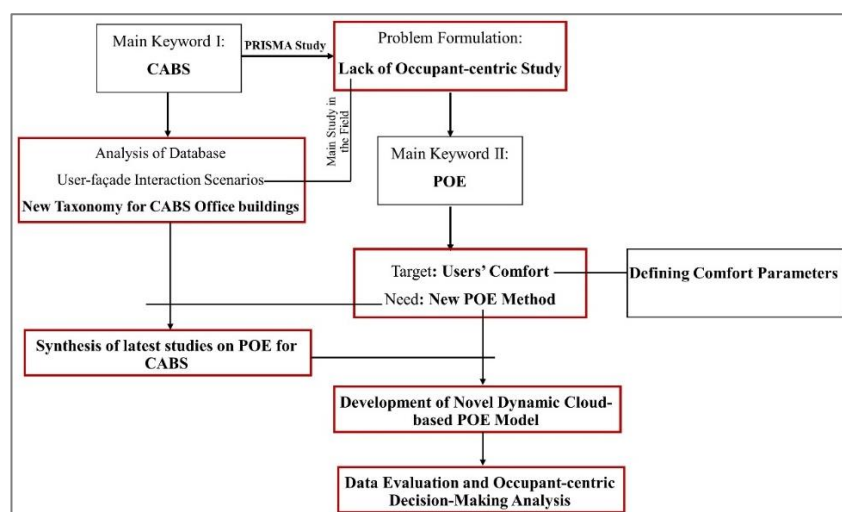 Main Keyword I:
CABS
PRISMA Study
Problem Formulation:
Lack of Occupant-centric Study
Main Study in
the Field
Analysis of Database
User-façade Interaction Scenarios
New Taxonomy for CABS Office buildings
Main Keyword II:
POE
Target: Users' Comfort
Need: New POE Method
Defining Comfort Parameters
Synthesis of latest studies on POE for
CABS
Development of Novel Dynamic Cloud-
based POE Model
Data Evaluation and Occupant-centric
Decision-Making Analysis